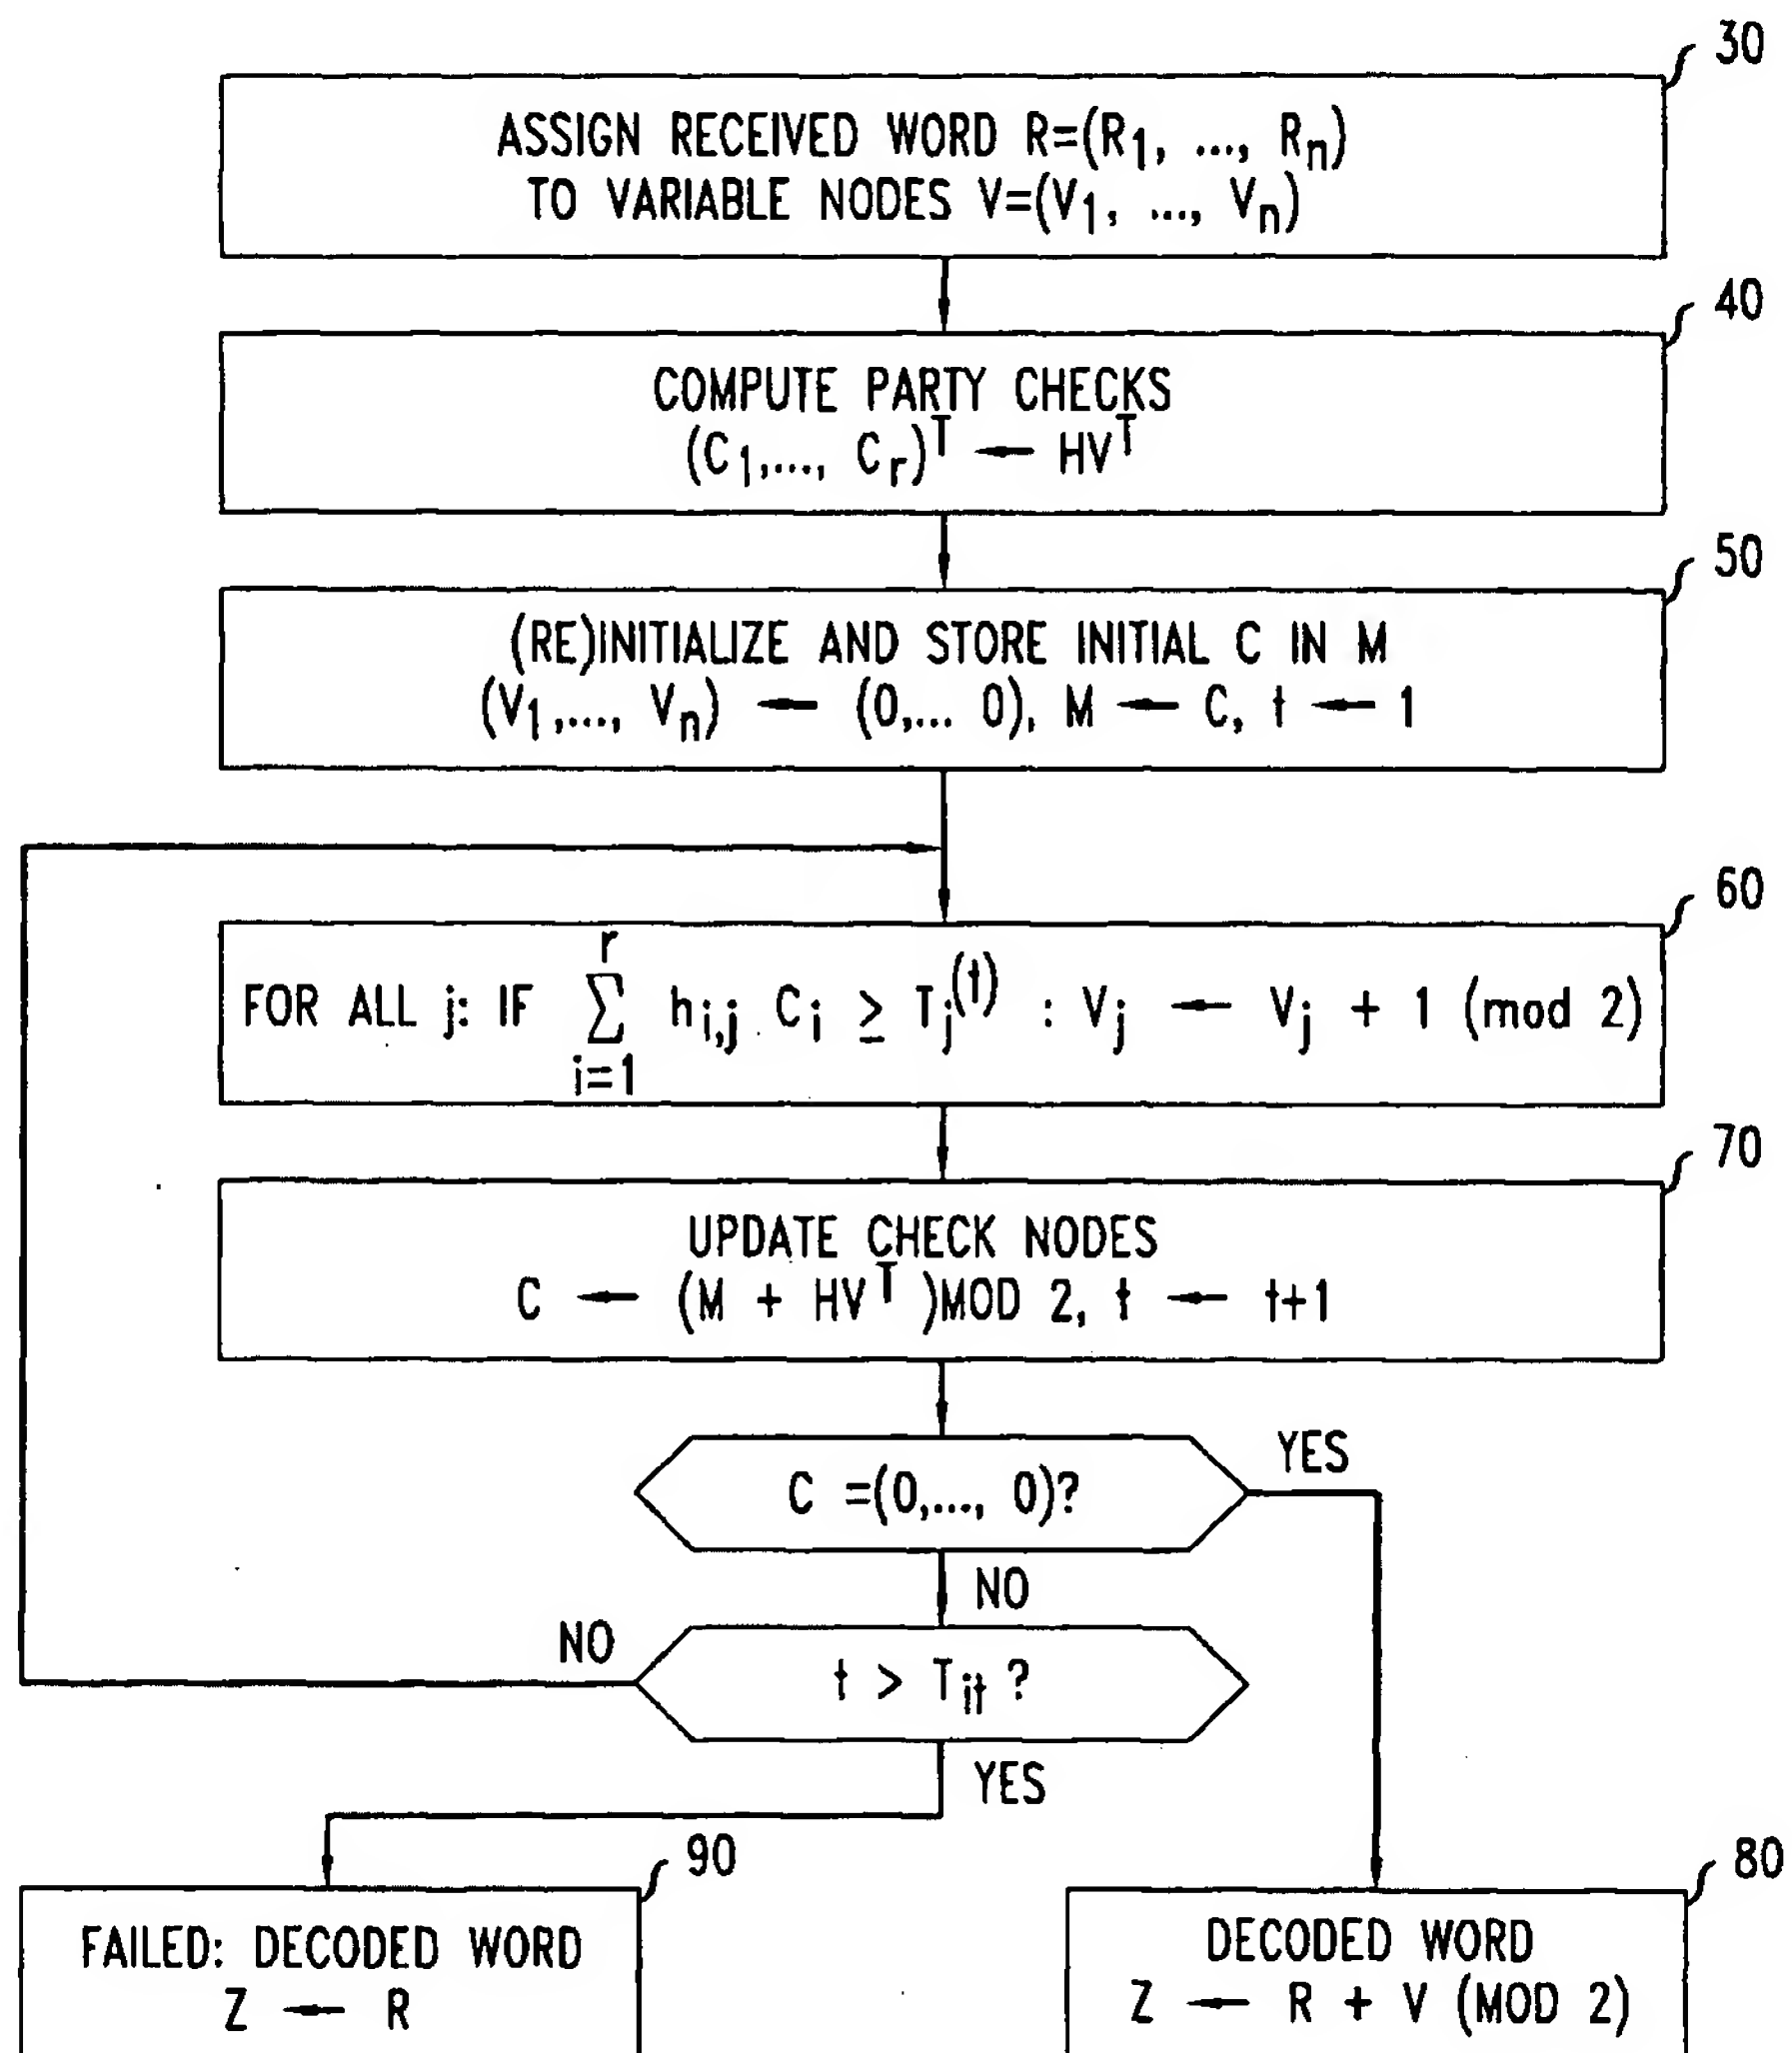 30
ASSIGN RECEIVED WORD R=(R1, ..., Rn)
TO VARIABLE NODES V=(V1, ..., Vn)
40
COMPUTE PARTY CHECKS
(C1,..., Cr)^T ← HV^T
50
(RE)INITIALIZE AND STORE INITIAL C IN M
(V1,..., Vn) ← (0,... 0), M ← C, t ← 1
60
r
FOR ALL j: IF ∑ hi,j Ci ≥ Tj^(t) : Vj ← Vj + 1 (mod 2)
i=1
70
UPDATE CHECK NODES
C ← (M + HV^T )MOD 2, t ← t+1
C =(0,..., 0)?
YES
NO
NO
t > Tit ?
YES
90
FAILED: DECODED WORD
Z ← R
80
DECODED WORD
Z ← R + V (MOD 2)